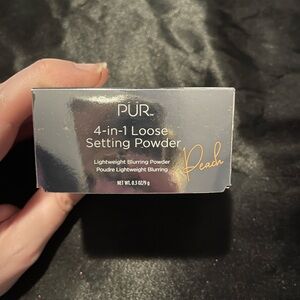 PÜR™
4-in-1 Loose
Setting Powder
Lightweight Blurring Powder
Poudre Lightweight Blurring
Peach
NET WT. 0.3 OZ/9 g